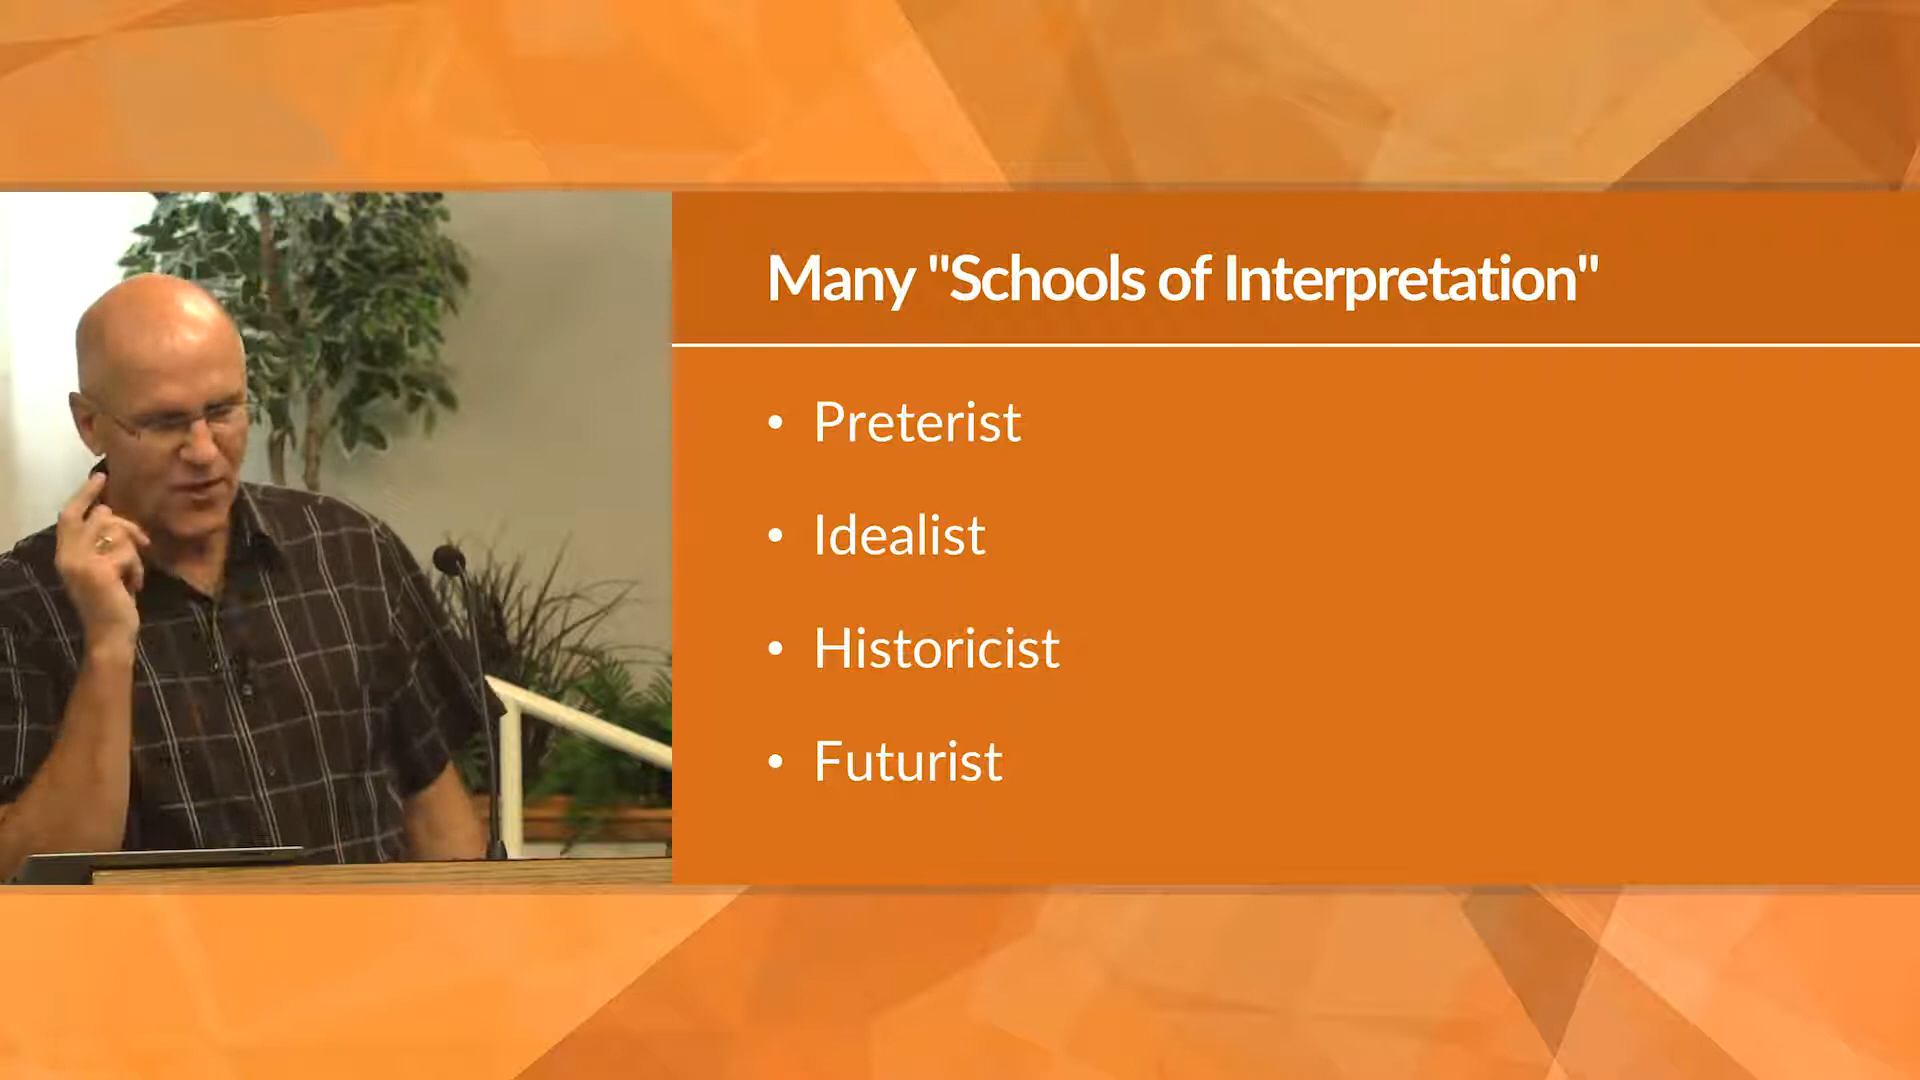 Many "Schools of Interpretation"
• Preterist
• Idealist
• Historicist
• Futurist